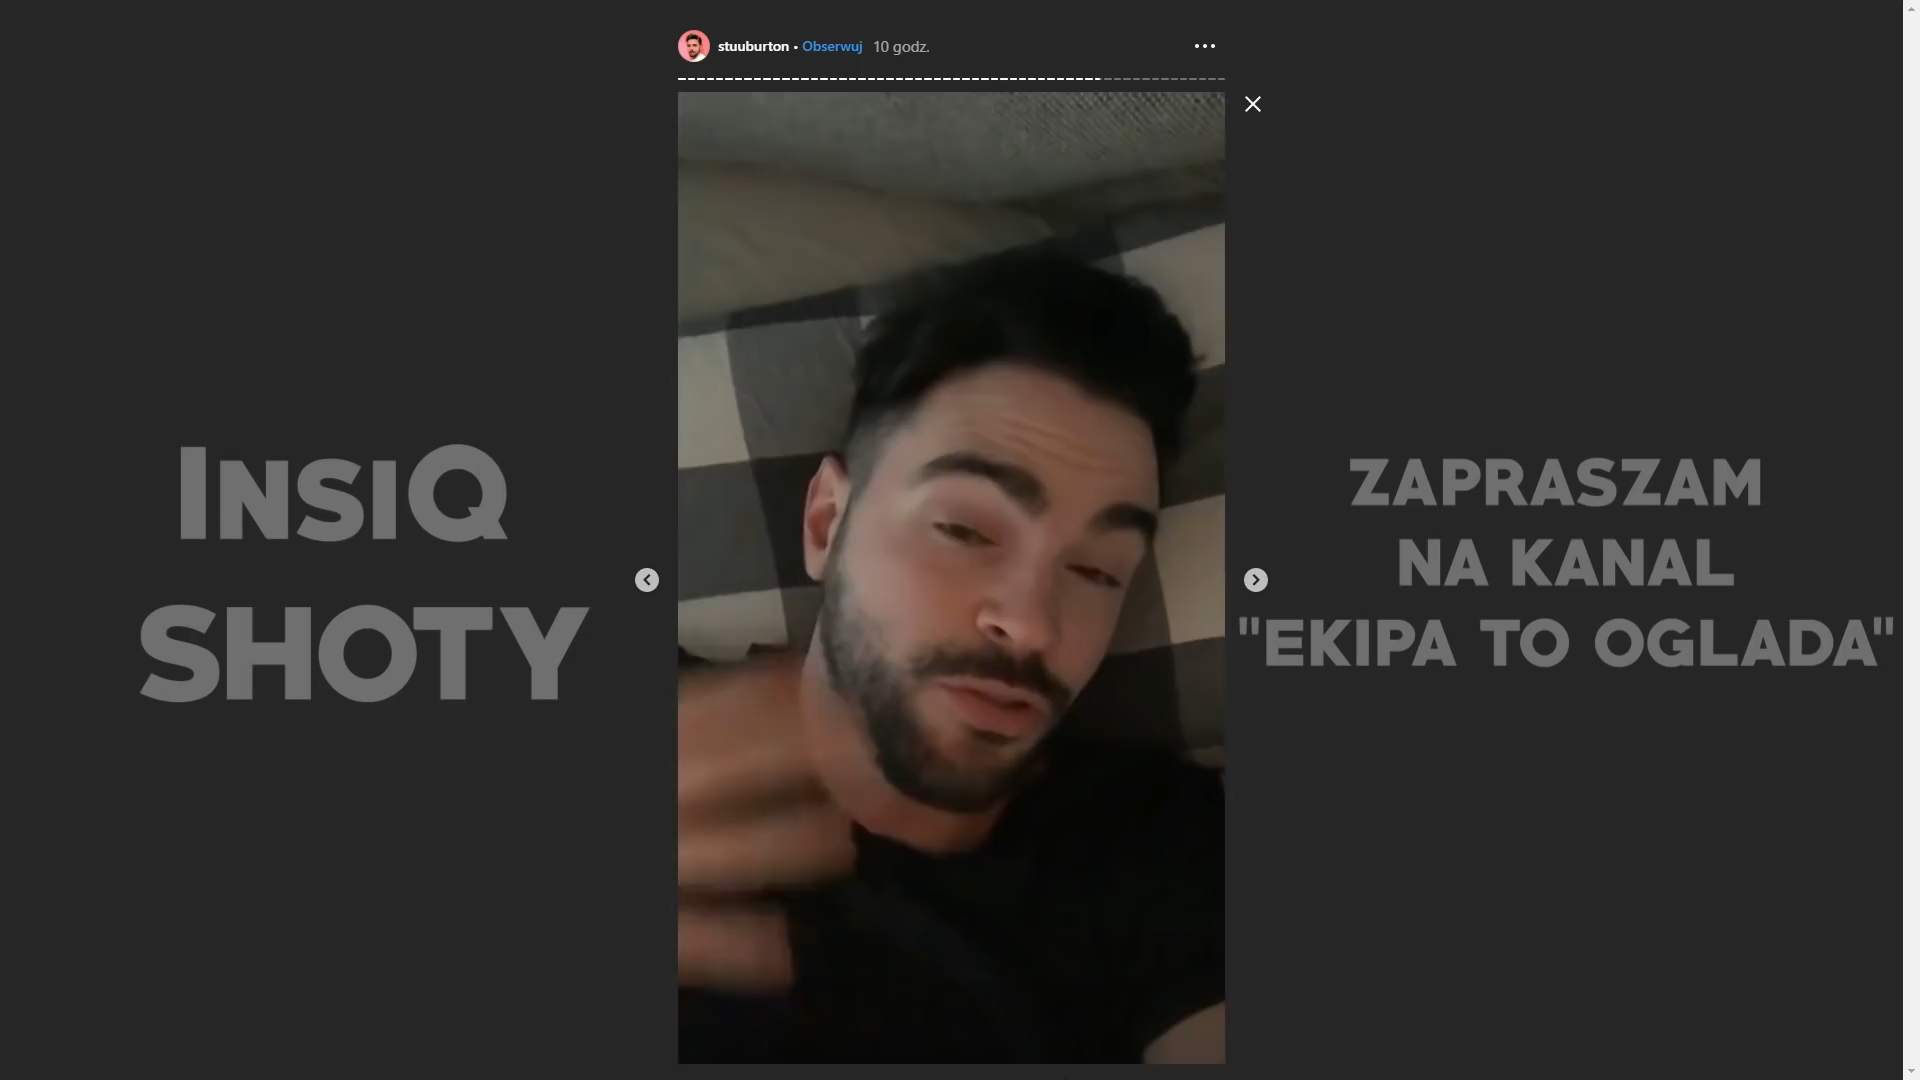 stuuburton • Obserwuj 10 godz.
INSIQ
SHOTY
ZAPRASZAM
NA KANAL
"EKIPA TO OGLADA"